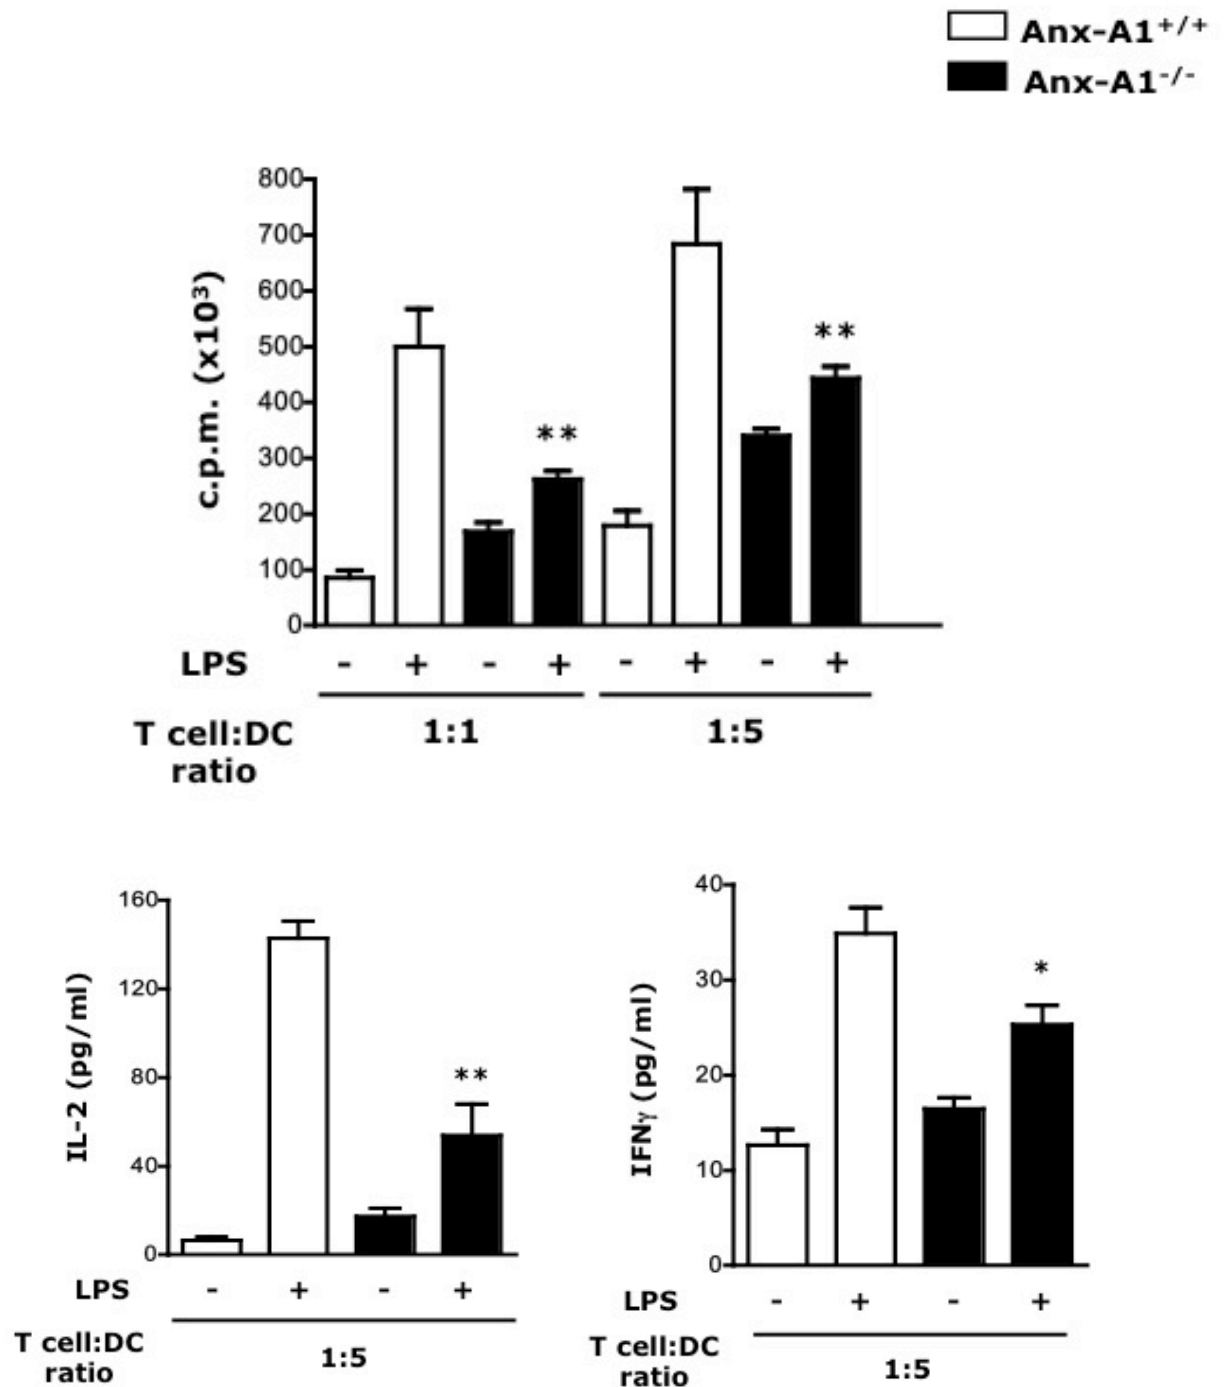 Anx-A1+/+
Anx-A1-/-
c.p.m. (x10³)
800
700
600
500
400
300
200
100
0
**
**
LPS - + - + - + - +
T cell:DC
ratio
1:1 1:5
IL-2 (pg/ml)
160
120
80
40
0
**
LPS - + - +
T cell:DC
ratio
1:5
IFNγ (pg/ml)
40
30
20
10
0
*
LPS - + - +
T cell:DC
ratio
1:5